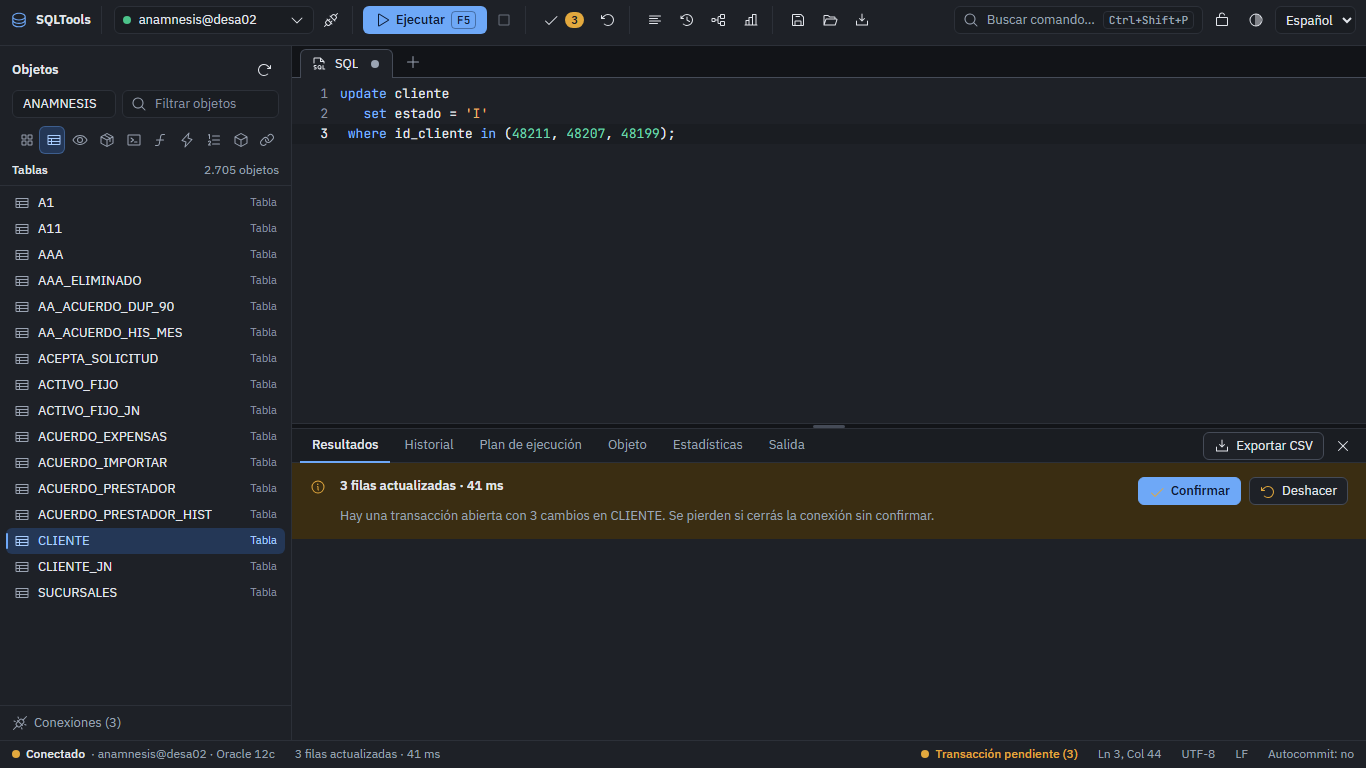 SQLTools
anamnesis@desa02
Ejecutar F5
3
Buscar comando... Ctrl+Shift+P
Español
Objetos
ANAMNESIS
Filtrar objetos
Tablas 2.705 objetos
A1 Tabla
A11 Tabla
AAA Tabla
AAA_ELIMINADO Tabla
AA_ACUERDO_DUP_90 Tabla
AA_ACUERDO_HIS_MES Tabla
ACEPTA_SOLICITUD Tabla
ACTIVO_FIJO Tabla
ACTIVO_FIJO_JN Tabla
ACUERDO_EXPENSAS Tabla
ACUERDO_IMPORTAR Tabla
ACUERDO_PRESTADOR Tabla
ACUERDO_PRESTADOR_HIST Tabla
CLIENTE Tabla
CLIENTE_JN Tabla
SUCURSALES Tabla
Conexiones (3)
SQL SQL
1 update cliente
2 set estado = 'I'
3 where id_cliente in (48211, 48207, 48199);
Resultados Historial Plan de ejecución Objeto Estadísticas Salida Exportar CSV
3 filas actualizadas · 41 ms
Confirmar Deshacer
Hay una transacción abierta con 3 cambios en CLIENTE. Se pierden si cerrás la conexión sin confirmar.
Conectado · anamnesis@desa02 · Oracle 12c 3 filas actualizadas · 41 ms Transacción pendiente (3) Ln 3, Col 44 UTF-8 LF Autocommit: no